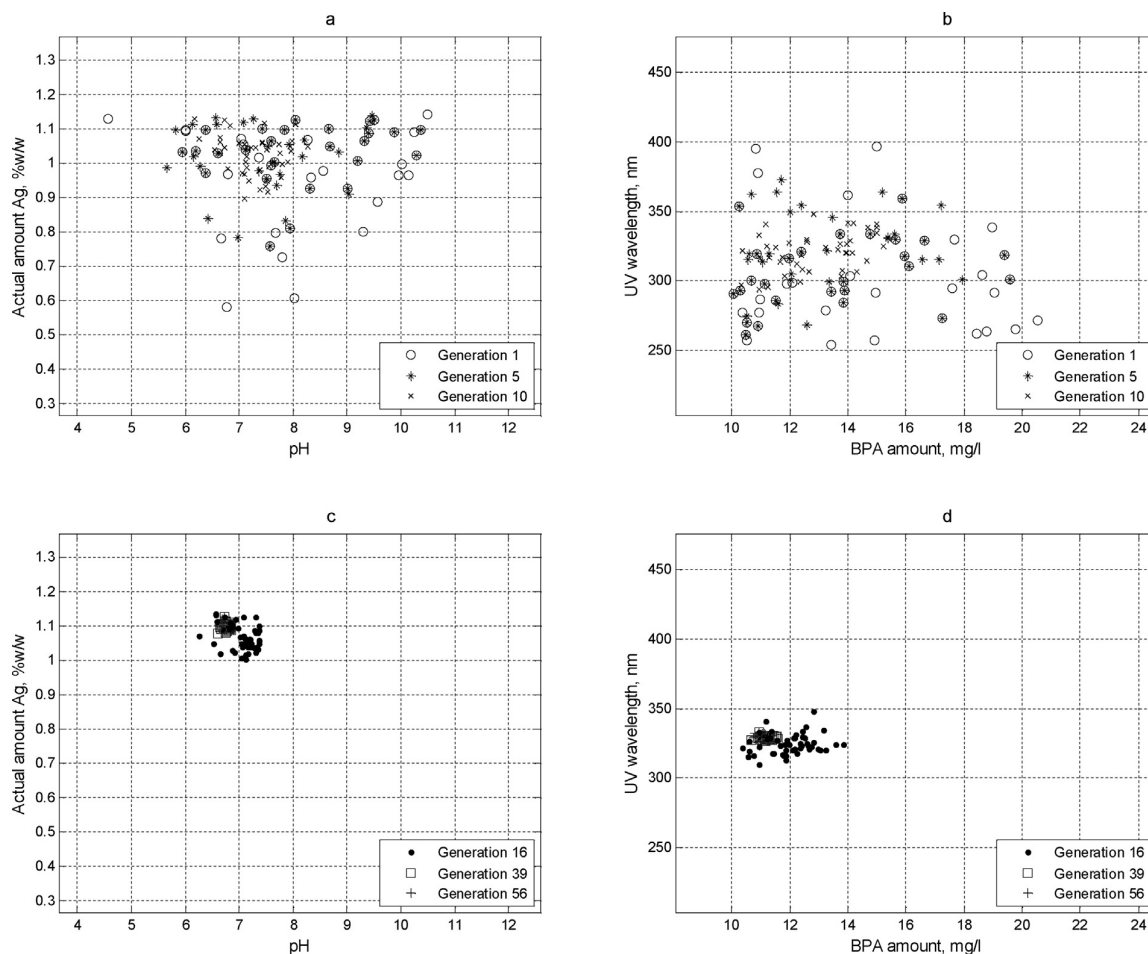 a
1.3
1.2
1.1
1
0.9
0.8
0.7
0.6
0.5
0.4
0.3
Actual amount Ag, %w/w
Generation 1
Generation 5
Generation 10
4 5 6 7 8 9 10 11 12
pH
b
450
400
350
300
250
UV wavelength, nm
Generation 1
Generation 5
Generation 10
10 12 14 16 18 20 22 24
BPA amount, mg/l
c
1.3
1.2
1.1
1
0.9
0.8
0.7
0.6
0.5
0.4
0.3
Actual amount Ag, %w/w
Generation 16
Generation 39
Generation 56
4 5 6 7 8 9 10 11 12
pH
d
450
400
350
300
250
UV wavelength, nm
Generation 16
Generation 39
Generation 56
10 12 14 16 18 20 22 24
BPA amount, mg/l